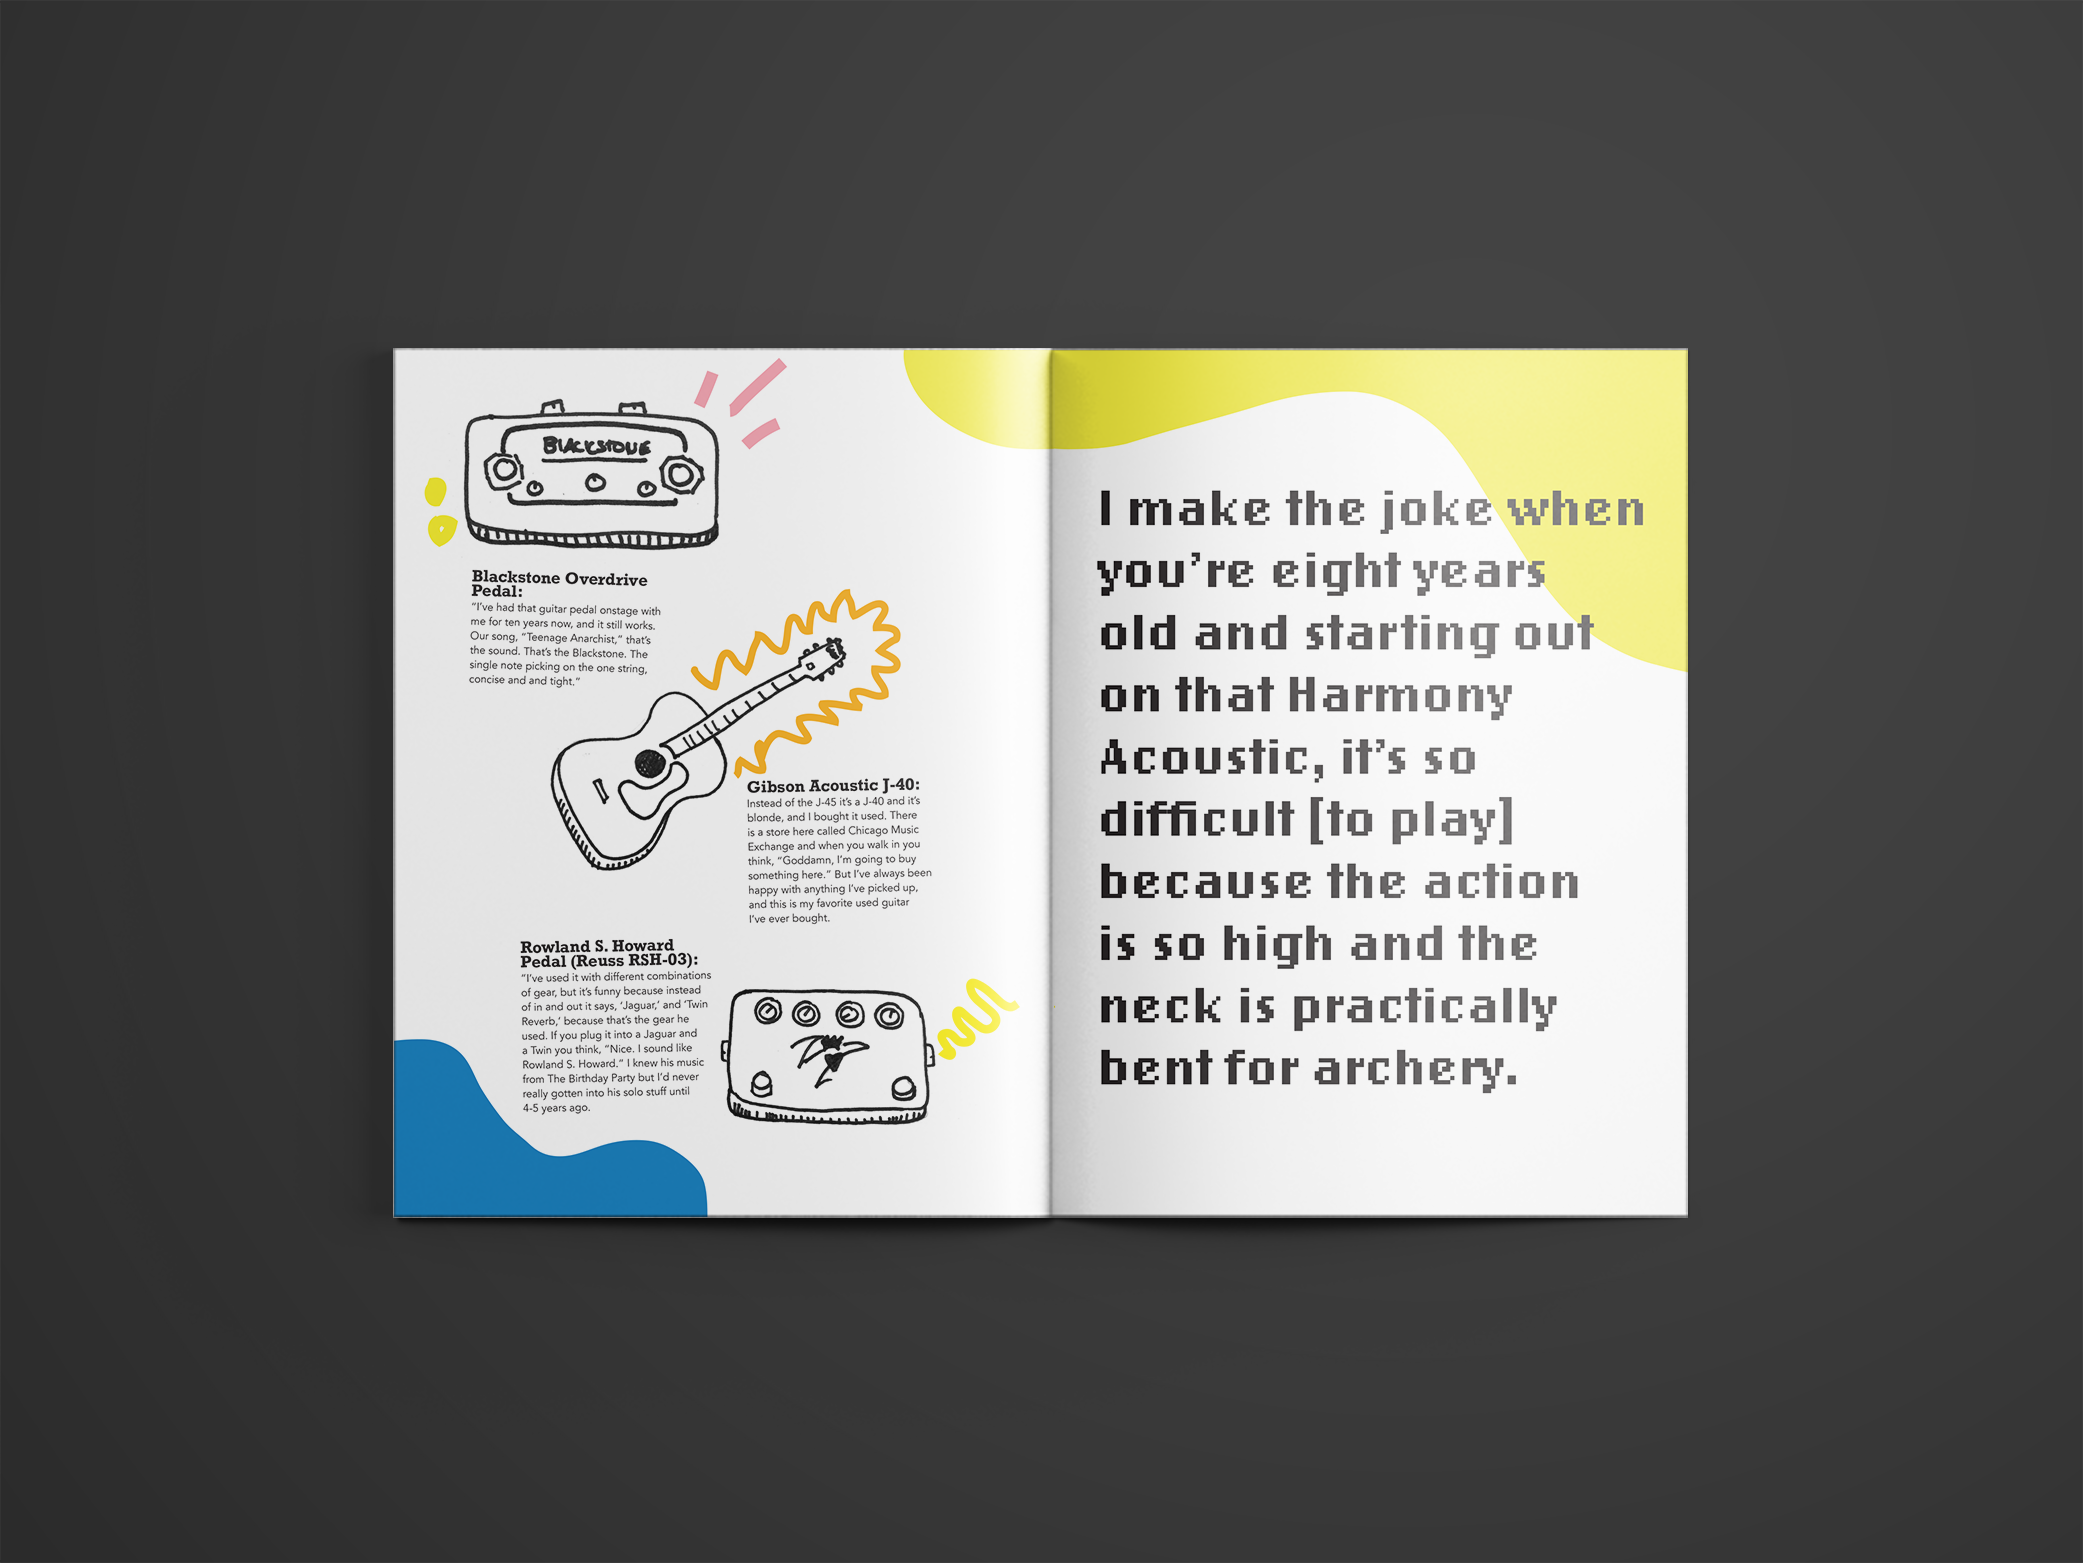 BLACKSTONE
Blackstone Overdrive
Pedal:
“I’ve had that guitar pedal onstage with
me for ten years now, and it still works.
Our song, “Teenage Anarchist,” that’s
the sound. That’s the Blackstone. The
single note picking on the one string,
concise and and tight.”
Gibson Acoustic J-40:
Instead of the J-45 it’s a J-40 and it’s
blonde, and I bought it used. There
is a store here called Chicago Music
Exchange and when you walk in you
think, “Goddamn, I’m going to buy
something here.” But I’ve always been
happy with anything I’ve picked up,
and this is my favorite used guitar
I’ve ever bought.
Rowland S. Howard
Pedal (Reuss RSH-03):
“I’ve used it with different combinations
of gear, but it’s funny because instead
of in and out it says, ‘Jaguar,’ and ‘Twin
Reverb,’ because that’s the gear he
used. If you plug it into a Jaguar and
a Twin you think, “Nice. I sound like
Rowland S. Howard.” I knew his music
from The Birthday Party but I’d never
really gotten into his solo stuff until
4-5 years ago.
I make the joke when
you’re eight years
old and starting out
on that Harmony
Acoustic, it’s so
difficult [to play]
because the action
is so high and the
neck is practically
bent for archery.